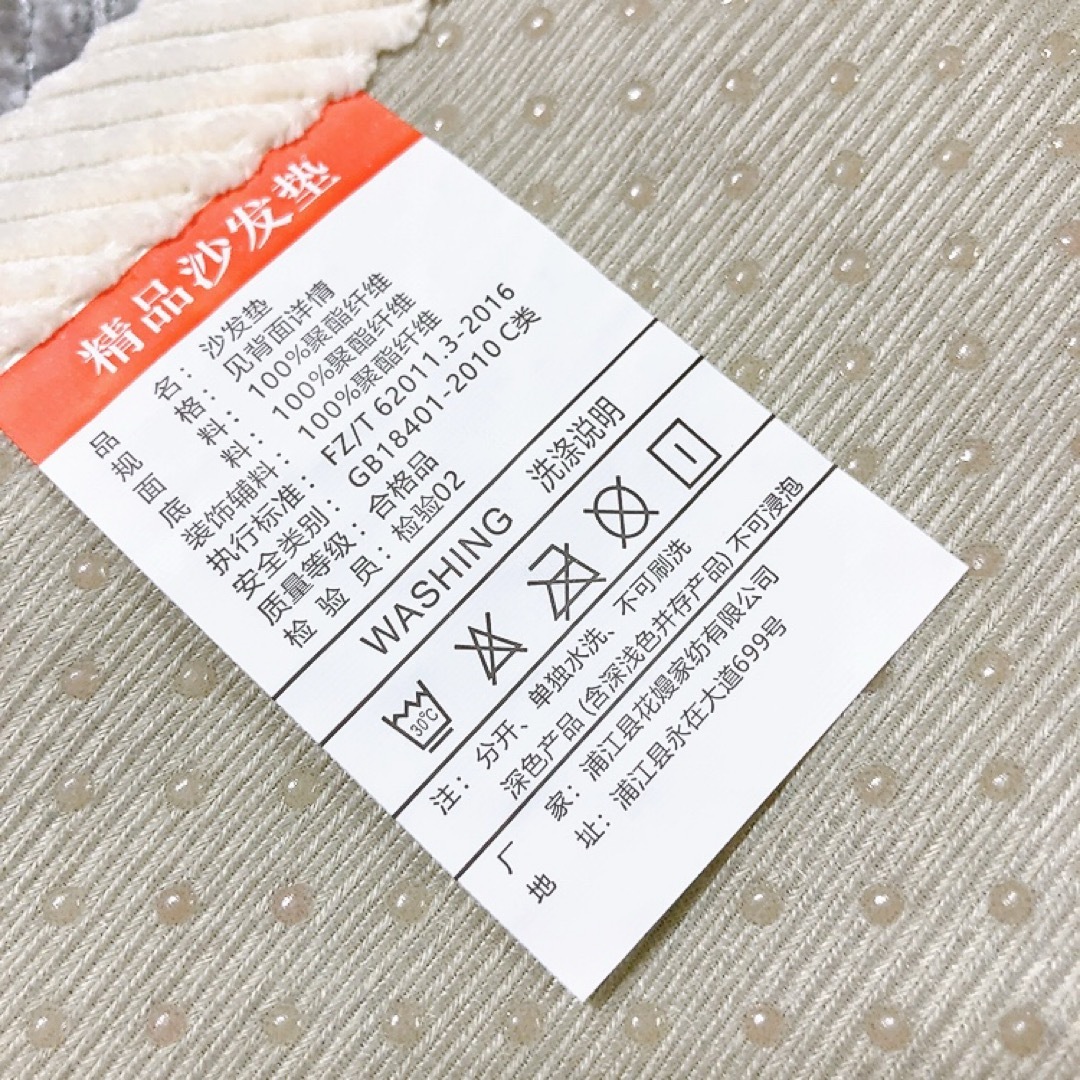 精品沙发垫
品名：沙发垫
规格：见背面详情
面料：100%聚酯纤维
底料：100%聚酯纤维
装饰辅料：100%聚酯纤维
执行标准：FZ/T 62011.3-2016
安全类别：GB18401-2010 C类
质量等级：合格品
检验员：检验02
WASHING 洗涤说明
30℃
注：分开、单独水洗、不可刷洗
深色产品(含深浅色并存产品)不可浸泡
厂家：浦江县花嫚家纺有限公司
地址：浦江县永在大道699号